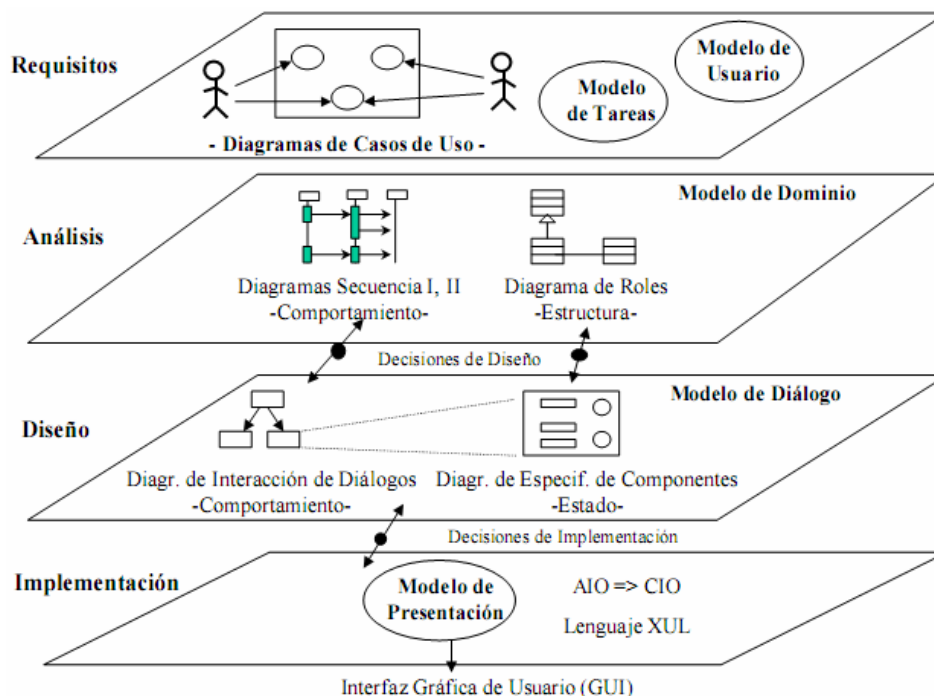 Requisitos
Modelo de
Usuario
Modelo
de Tareas
- Diagramas de Casos de Uso -
Modelo de Dominio
Análisis
Diagramas Secuencia I, II
-Comportamiento-
Diagrama de Roles
-Estructura-
Decisiones de Diseño
Modelo de Diálogo
Diseño
Diagr. de Interacción de Diálogos
-Comportamiento-
Diagr. de Especif. de Componentes
-Estado-
Decisiones de Implementación
Implementación
Modelo de
Presentación
AIO => CIO
Lenguaje XUL
Interfaz Gráfica de Usuario (GUI)